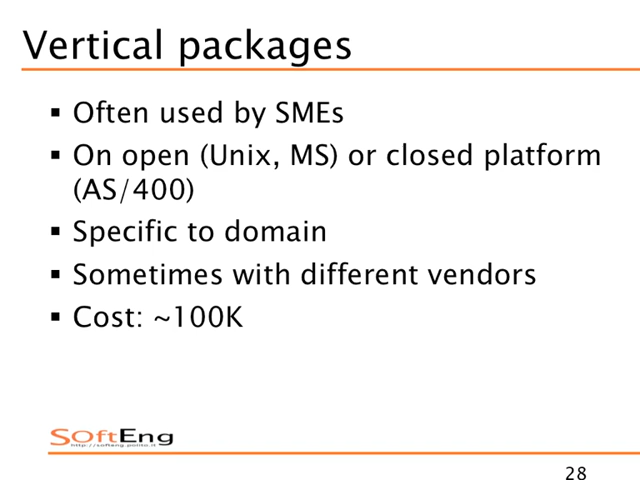 Vertical packages
▪ Often used by SMEs
▪ On open (Unix, MS) or closed platform
(AS/400)
▪ Specific to domain
▪ Sometimes with different vendors
▪ Cost: ~100K
SoftEng
http://softeng.polito.it
28